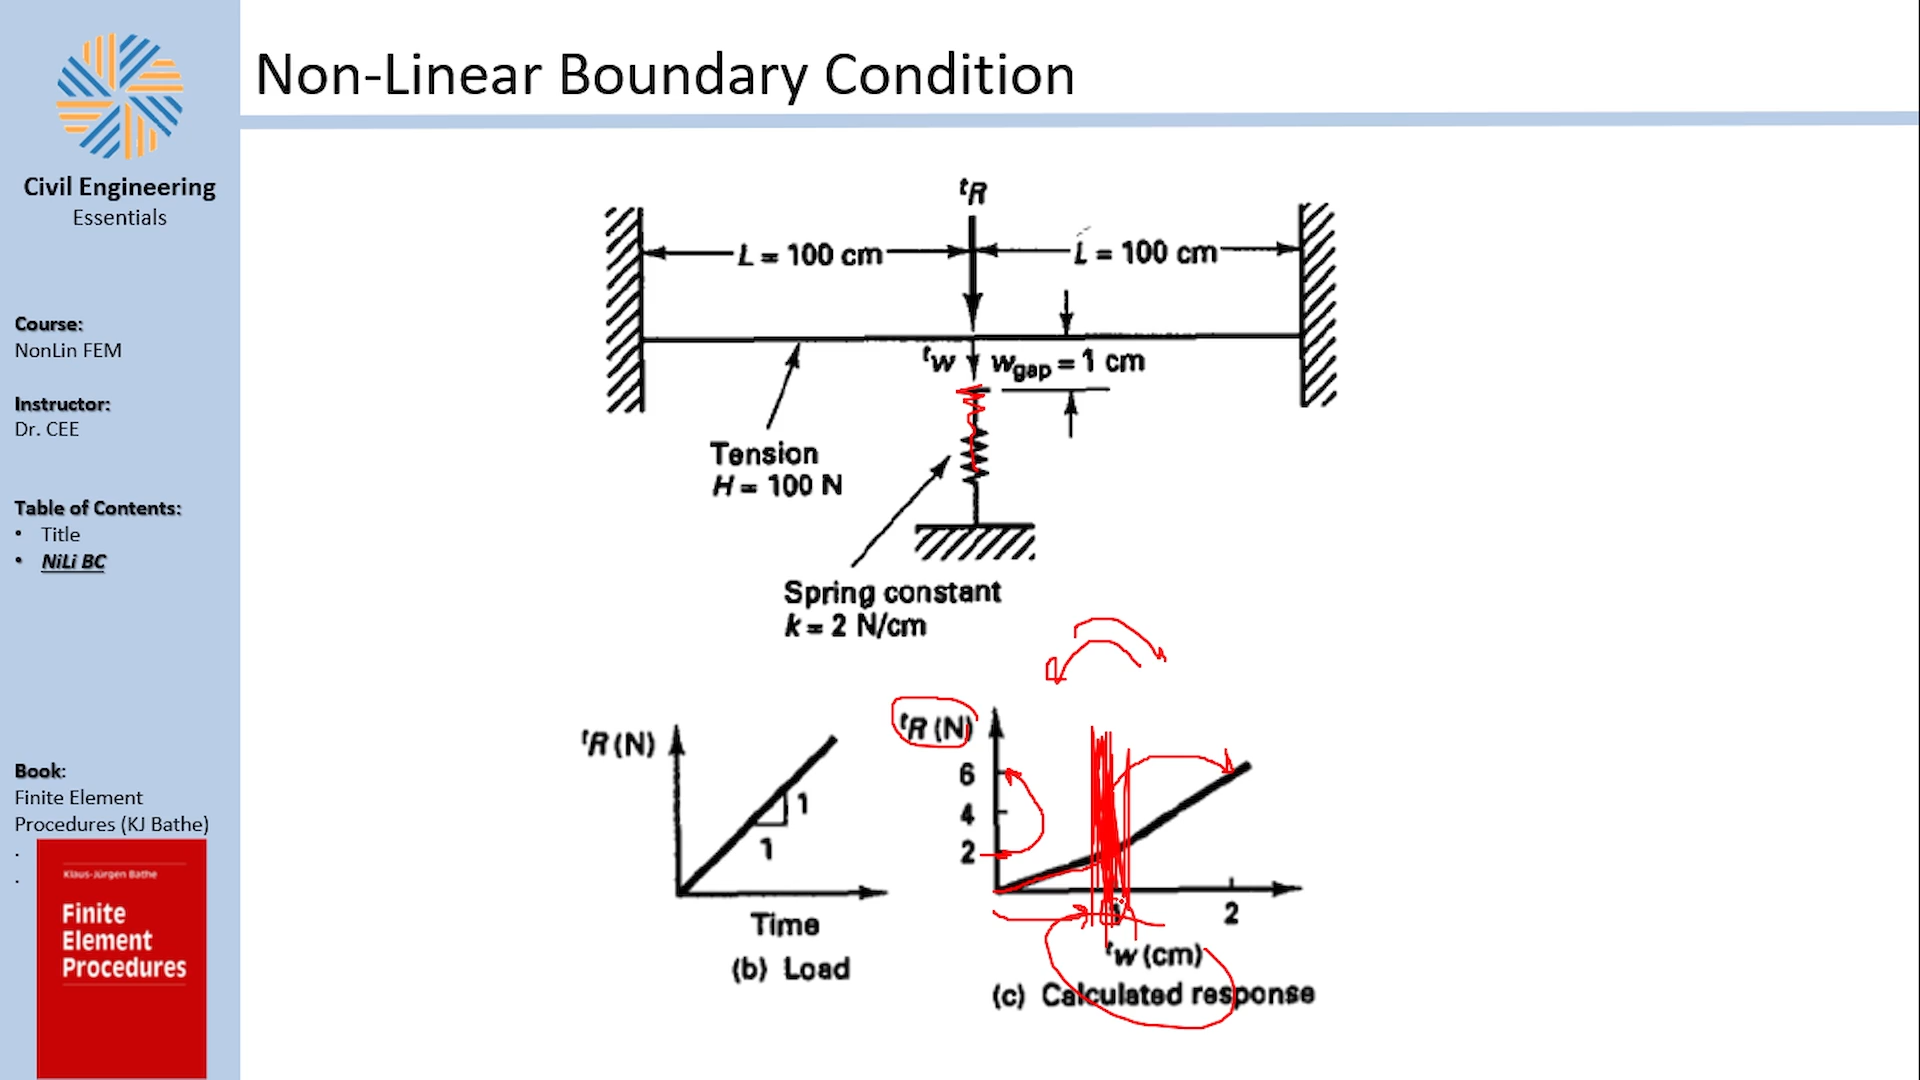 Non-Linear Boundary Condition
Civil Engineering
Essentials
Course:
NonLin FEM
Instructor:
Dr. CEE
Table of Contents:
• Title
• NiLi BC
Book:
Finite Element
Procedures (KJ Bathe)
.
.
Klaus-Jürgen Bathe
Finite
Element
Procedures
tR
L = 100 cm
L = 100 cm
tw
wgap = 1 cm
Tension
H = 100 N
Spring constant
k = 2 N/cm
tR (N)
1
1
Time
(b) Load
tR (N)
6
4
2
1
2
tw (cm)
(c) Calculated response